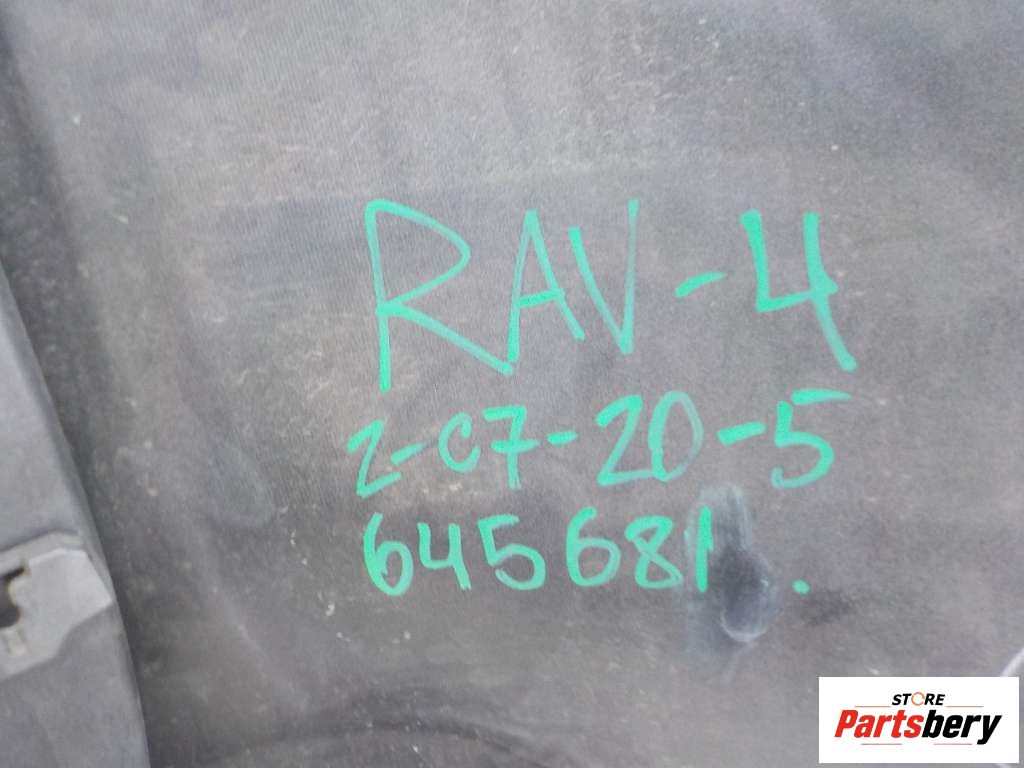 RAV-4
2-C7-20-5
645681.
STORE
Partsbery